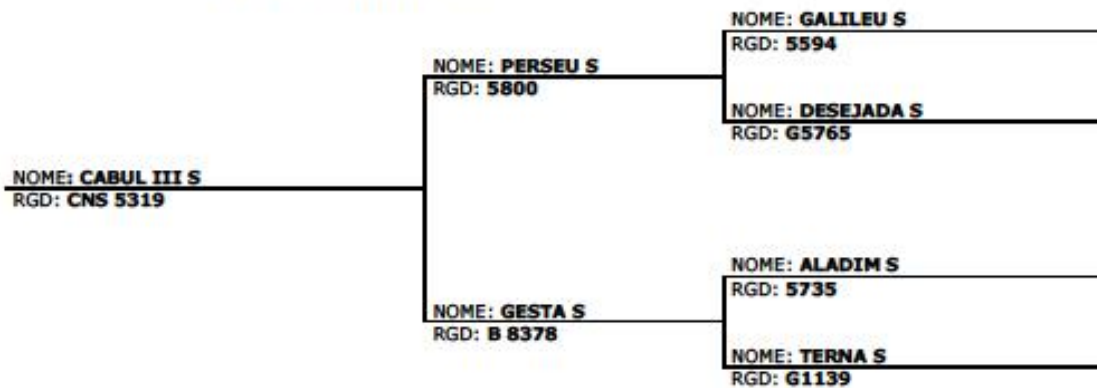 NOME: GALILEU S
RGD: 5594
NOME: PERSEU S
RGD: 5800
NOME: DESEJADA S
RGD: G5765
NOME: CABUL III S
RGD: CNS 5319
NOME: ALADIM S
RGD: 5735
NOME: GESTA S
RGD: B 8378
NOME: TERNA S
RGD: G1139